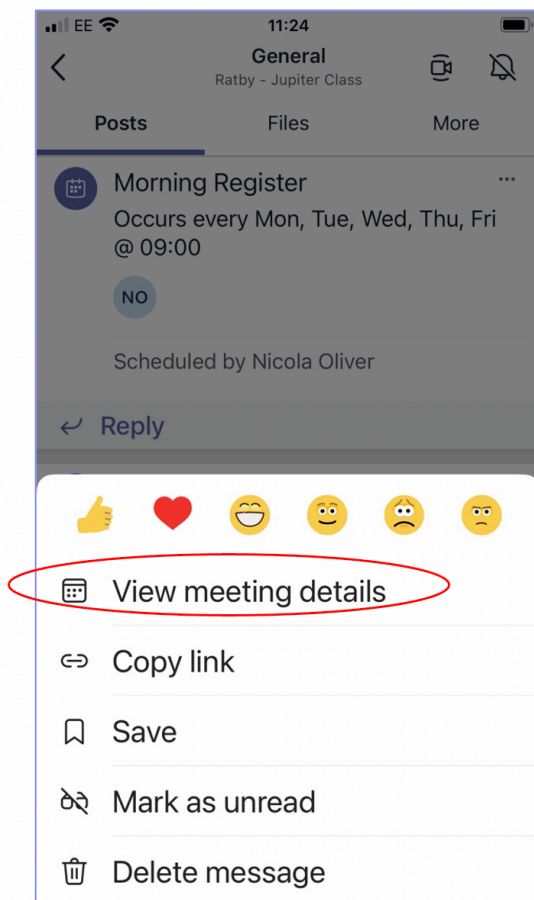 EE 11:24
General
Ratby - Jupiter Class
Posts Files More
Morning Register
Occurs every Mon, Tue, Wed, Thu, Fri
@ 09:00
NO
Scheduled by Nicola Oliver
Reply
View meeting details
Copy link
Save
Mark as unread
Delete message